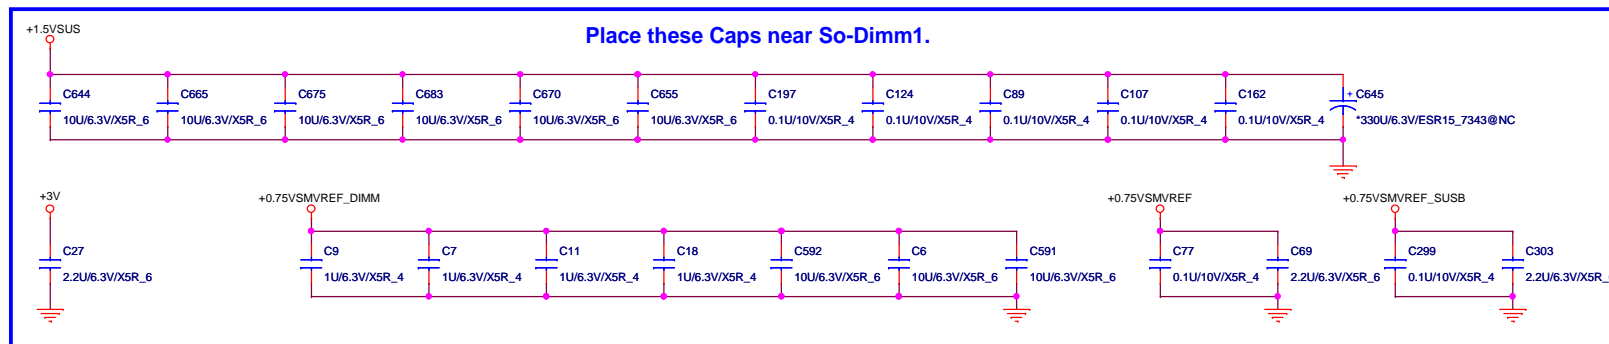 Place these Caps near So-Dimm1.
+1.5VSUS
C644
10U/6.3V/X5R_6
C665
10U/6.3V/X5R_6
C675
10U/6.3V/X5R_6
C683
10U/6.3V/X5R_6
C670
10U/6.3V/X5R_6
C655
10U/6.3V/X5R_6
C197
0.1U/10V/X5R_4
C124
0.1U/10V/X5R_4
C89
0.1U/10V/X5R_4
C107
0.1U/10V/X5R_4
C162
0.1U/10V/X5R_4
+ C645
*330U/6.3V/ESR15_7343@NC
+3V
C27
2.2U/6.3V/X5R_6
+0.75VSMVREF_DIMM
C9
1U/6.3V/X5R_4
C7
1U/6.3V/X5R_4
C11
1U/6.3V/X5R_4
C18
1U/6.3V/X5R_4
C592
10U/6.3V/X5R_6
C6
10U/6.3V/X5R_6
C591
10U/6.3V/X5R_6
+0.75VSMVREF
C77
0.1U/10V/X5R_4
C69
2.2U/6.3V/X5R_6
+0.75VSMVREF_SUSB
C299
0.1U/10V/X5R_4
C303
2.2U/6.3V/X5R_